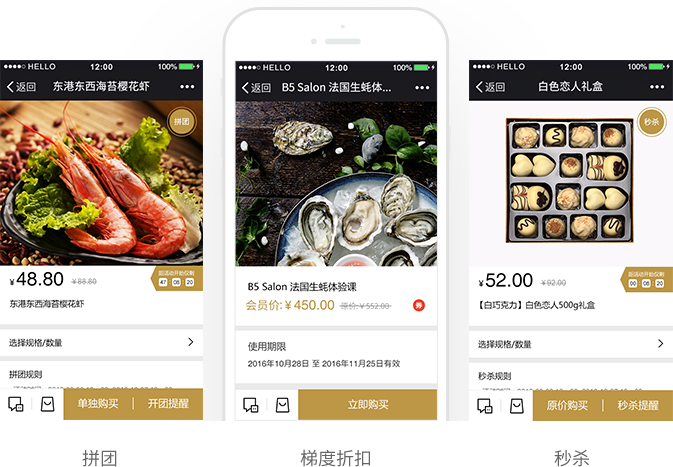 HELLO
12:00
100%
返回
东港东西海苔樱花虾
拼团
¥48.80
¥88.80
距活动开始仅剩
47:08:20
东港东西海苔樱花虾
选择规格/数量
拼团规则
单独购买
开团提醒
拼团
HELLO
12:00
100%
返回
B5 Salon 法国生蚝体...
B5 Salon 法国生蚝体验课
会员价:¥450.00
原价:¥552.00
券
使用期限
2016年10月28日 至 2016年11月25日有效
立即购买
梯度折扣
HELLO
12:00
100%
返回
白色恋人礼盒
秒杀
¥52.00
¥92.00
距活动开始仅剩
00:08:20
【白巧克力】白色恋人500g礼盒
选择规格/数量
秒杀规则
原价购买
秒杀提醒
秒杀